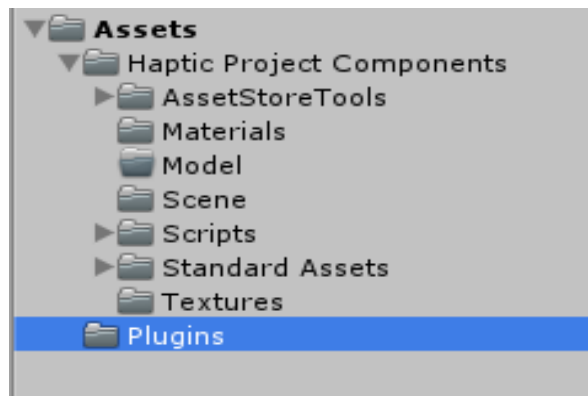 Assets
Haptic Project Components
AssetStoreTools
Materials
Model
Scene
Scripts
Standard Assets
Textures
Plugins